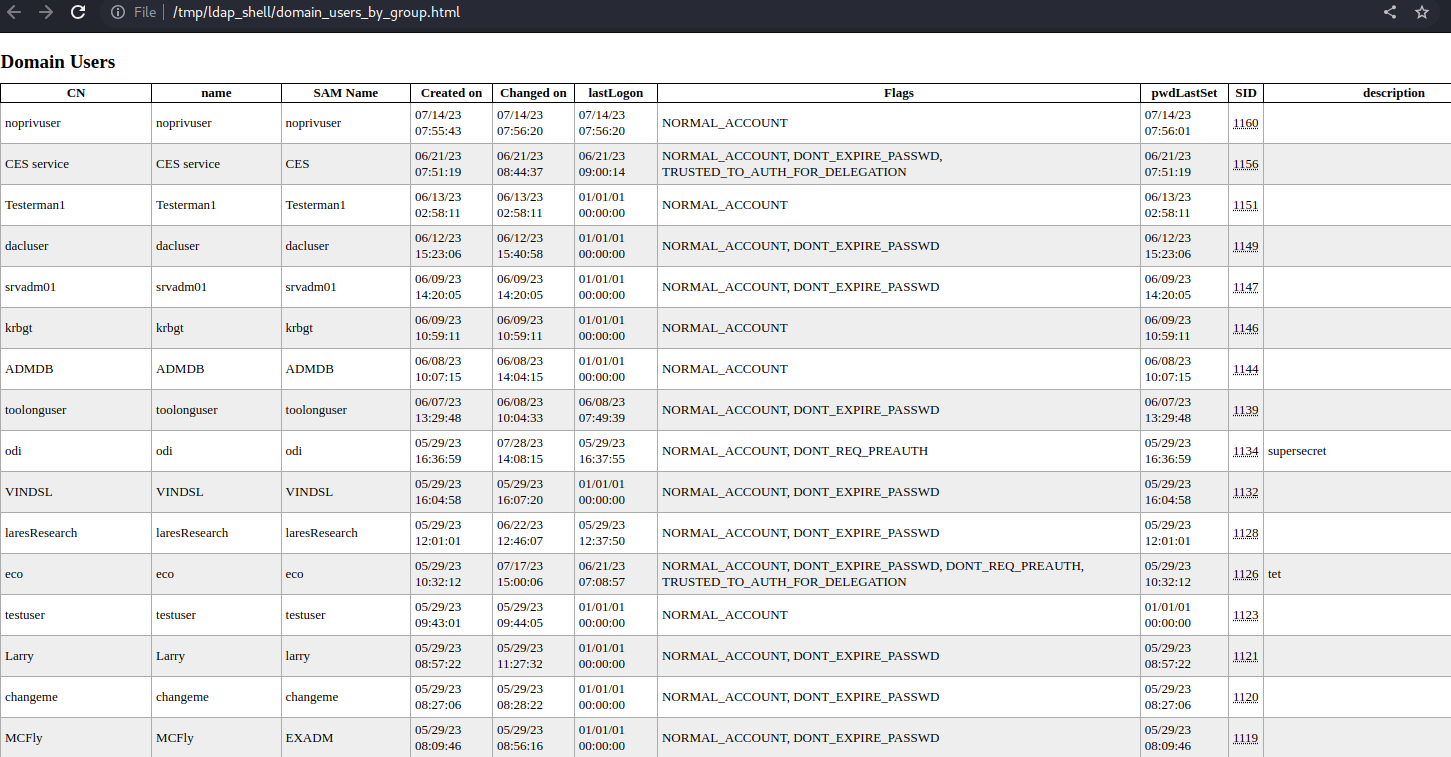 File /tmp/ldap_shell/domain_users_by_group.html
Domain Users
CN name SAM Name Created on Changed on lastLogon Flags pwdLastSet SID description
noprivuser noprivuser noprivuser 07/14/23 07:55:43 07/14/23 07:56:20 07/14/23 07:56:20 NORMAL_ACCOUNT 07/14/23 07:56:01 1160
CES service CES service CES 06/21/23 07:51:19 06/21/23 08:44:37 06/21/23 09:00:14 NORMAL_ACCOUNT, DONT_EXPIRE_PASSWD, TRUSTED_TO_AUTH_FOR_DELEGATION 06/21/23 07:51:19 1156
Testerman1 Testerman1 Testerman1 06/13/23 02:58:11 06/13/23 02:58:11 01/01/01 00:00:00 NORMAL_ACCOUNT 06/13/23 02:58:11 1151
dacluser dacluser dacluser 06/12/23 15:23:06 06/12/23 15:40:58 01/01/01 00:00:00 NORMAL_ACCOUNT, DONT_EXPIRE_PASSWD 06/12/23 15:23:06 1149
srvadm01 srvadm01 srvadm01 06/09/23 14:20:05 06/09/23 14:20:05 01/01/01 00:00:00 NORMAL_ACCOUNT, DONT_EXPIRE_PASSWD 06/09/23 14:20:05 1147
krbgt krbgt krbgt 06/09/23 10:59:11 06/09/23 10:59:11 01/01/01 00:00:00 NORMAL_ACCOUNT 06/09/23 10:59:11 1146
ADMDB ADMDB ADMDB 06/08/23 10:07:15 06/08/23 14:04:15 01/01/01 00:00:00 NORMAL_ACCOUNT 06/08/23 10:07:15 1144
toolonguser toolonguser toolonguser 06/07/23 13:29:48 06/08/23 10:04:33 06/08/23 07:49:39 NORMAL_ACCOUNT, DONT_EXPIRE_PASSWD 06/07/23 13:29:48 1139
odi odi odi 05/29/23 16:36:59 07/28/23 14:08:15 05/29/23 16:37:55 NORMAL_ACCOUNT, DONT_REQ_PREAUTH 05/29/23 16:36:59 1134 supersecret
VINDSL VINDSL VINDSL 05/29/23 16:04:58 05/29/23 16:07:20 01/01/01 00:00:00 NORMAL_ACCOUNT, DONT_EXPIRE_PASSWD 05/29/23 16:04:58 1132
laresResearch laresResearch laresResearch 05/29/23 12:01:01 06/22/23 12:46:07 05/29/23 12:37:50 NORMAL_ACCOUNT, DONT_EXPIRE_PASSWD 05/29/23 12:01:01 1128
eco eco eco 05/29/23 10:32:12 07/17/23 15:00:06 06/21/23 07:08:57 NORMAL_ACCOUNT, DONT_EXPIRE_PASSWD, DONT_REQ_PREAUTH, TRUSTED_TO_AUTH_FOR_DELEGATION 05/29/23 10:32:12 1126 tet
testuser testuser testuser 05/29/23 09:43:01 05/29/23 09:44:05 01/01/01 00:00:00 NORMAL_ACCOUNT 01/01/01 00:00:00 1123
Larry Larry larry 05/29/23 08:57:22 05/29/23 11:27:32 01/01/01 00:00:00 NORMAL_ACCOUNT, DONT_EXPIRE_PASSWD 05/29/23 08:57:22 1121
changeme changeme changeme 05/29/23 08:27:06 05/29/23 08:28:22 01/01/01 00:00:00 NORMAL_ACCOUNT, DONT_EXPIRE_PASSWD 05/29/23 08:27:06 1120
MCFly MCFly EXADM 05/29/23 08:09:46 05/29/23 08:56:16 01/01/01 00:00:00 NORMAL_ACCOUNT, DONT_EXPIRE_PASSWD 05/29/23 08:09:46 1119